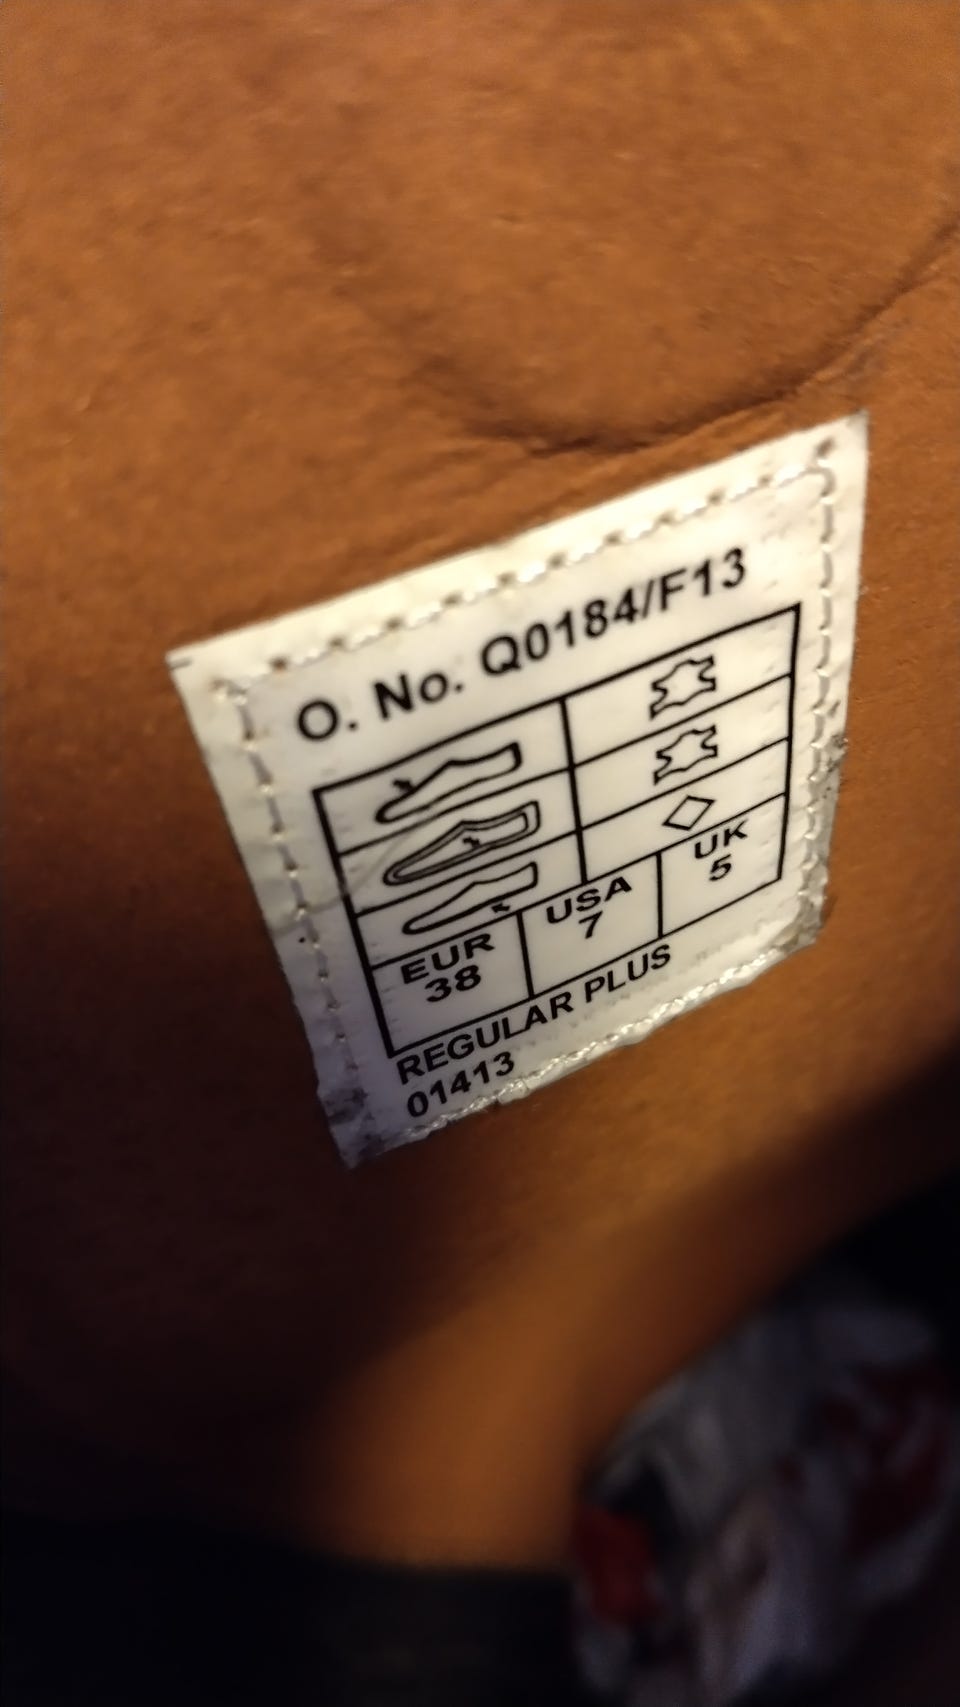 O. No. Q0184/F13
EUR USA UK
38 7 5
REGULAR PLUS
01413